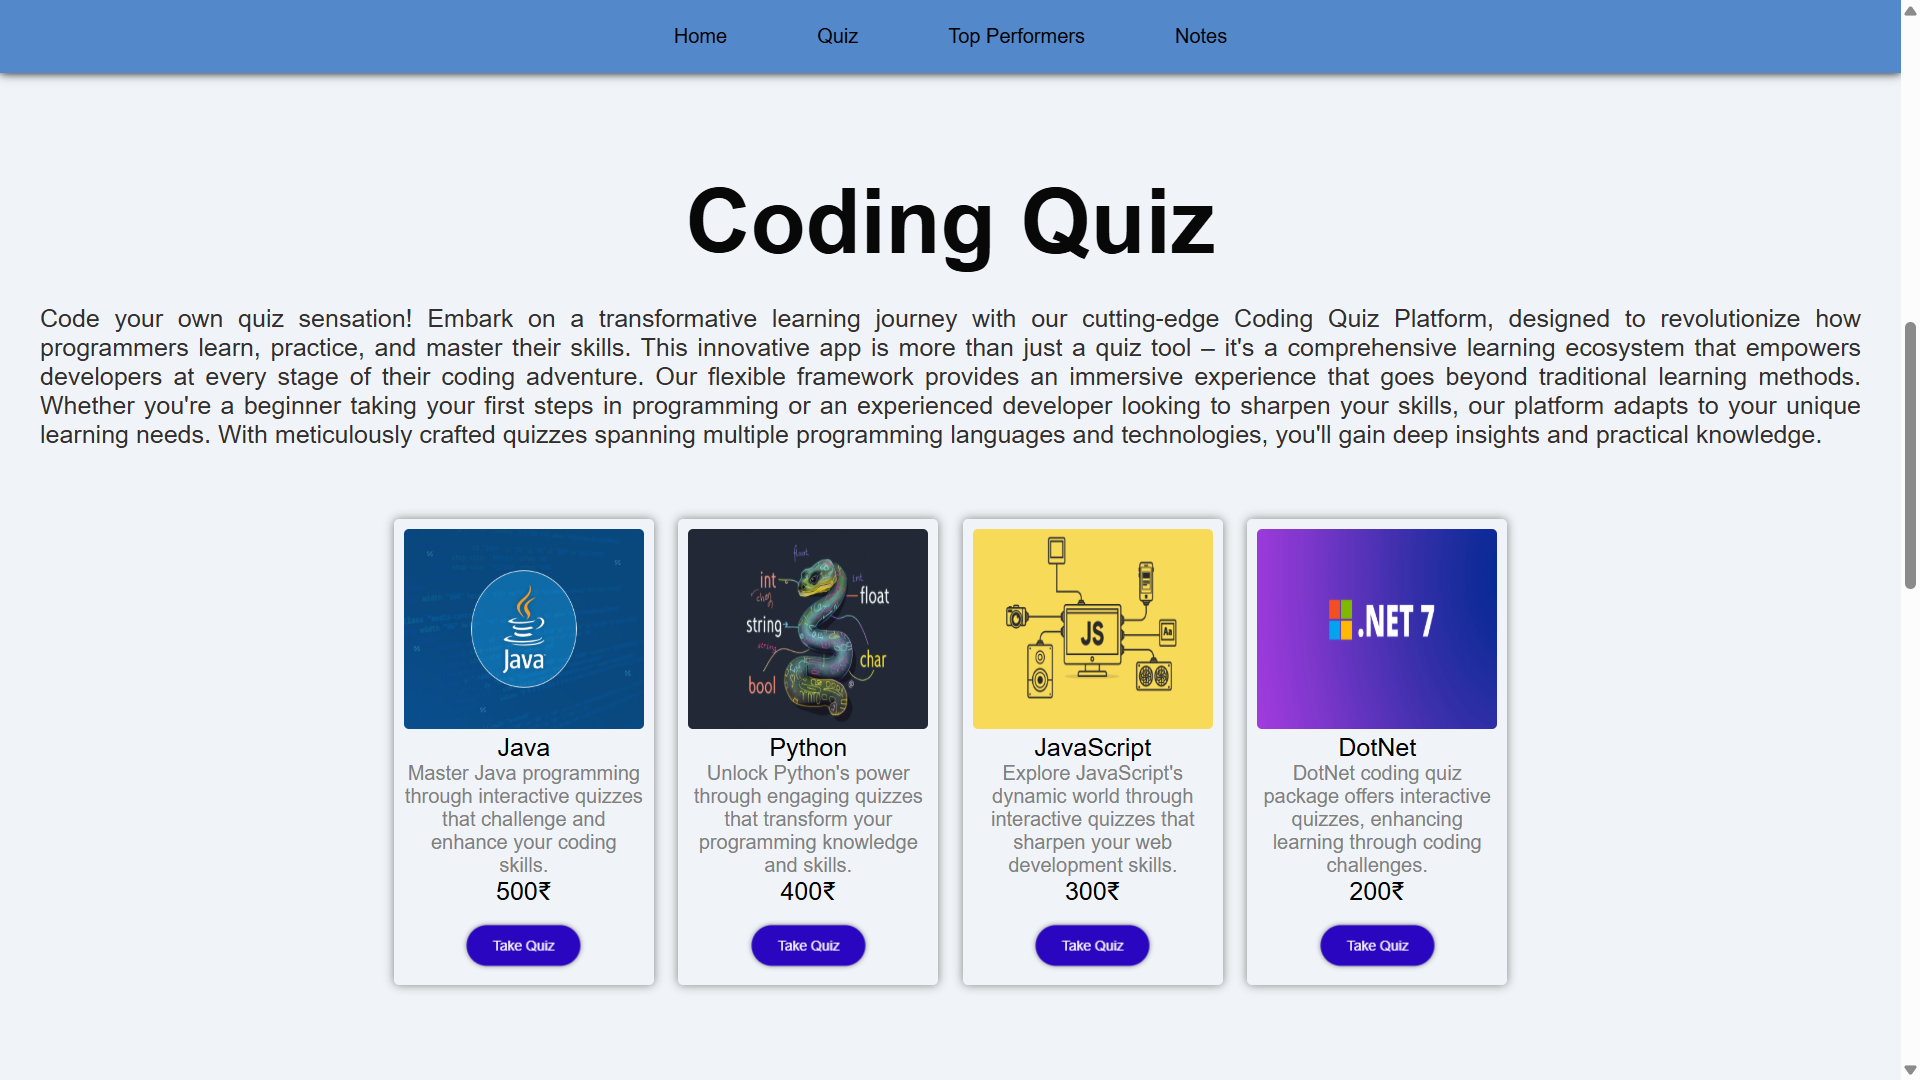 Home Quiz Top Performers Notes
Coding Quiz
Code your own quiz sensation! Embark on a transformative learning journey with our cutting-edge Coding Quiz Platform, designed to revolutionize how
programmers learn, practice, and master their skills. This innovative app is more than just a quiz tool – it's a comprehensive learning ecosystem that empowers
developers at every stage of their coding adventure. Our flexible framework provides an immersive experience that goes beyond traditional learning methods.
Whether you're a beginner taking your first steps in programming or an experienced developer looking to sharpen your skills, our platform adapts to your unique
learning needs. With meticulously crafted quizzes spanning multiple programming languages and technologies, you'll gain deep insights and practical knowledge.
Java
Java
Master Java programming
through interactive quizzes
that challenge and
enhance your coding
skills.
500₹
Take Quiz
float
int
int
char
float
string
string
char
bool
Python
Unlock Python's power
through engaging quizzes
that transform your
programming knowledge
and skills.
400₹
Take Quiz
JS
Aa
JavaScript
Explore JavaScript's
dynamic world through
interactive quizzes that
sharpen your web
development skills.
300₹
Take Quiz
.NET 7
DotNet
DotNet coding quiz
package offers interactive
quizzes, enhancing
learning through coding
challenges.
200₹
Take Quiz